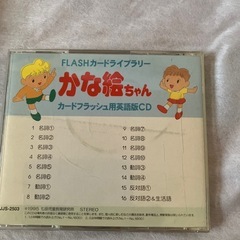 FLASHカードライブラリー
かな絵ちゃん
カードフラッシュ用英語版CD
1 名詞①
2 名詞②
3 名詞③
4 名詞④
5 名詞⑤
6 名詞⑥
7 動詞①
8 動詞②
9 名詞⑦
10 名詞⑧
11 名詞⑨
12 名詞⑩
13 動詞③
14 動詞④
15 反対語①
16 反対語②&生活語
JJS-2503
STEREO